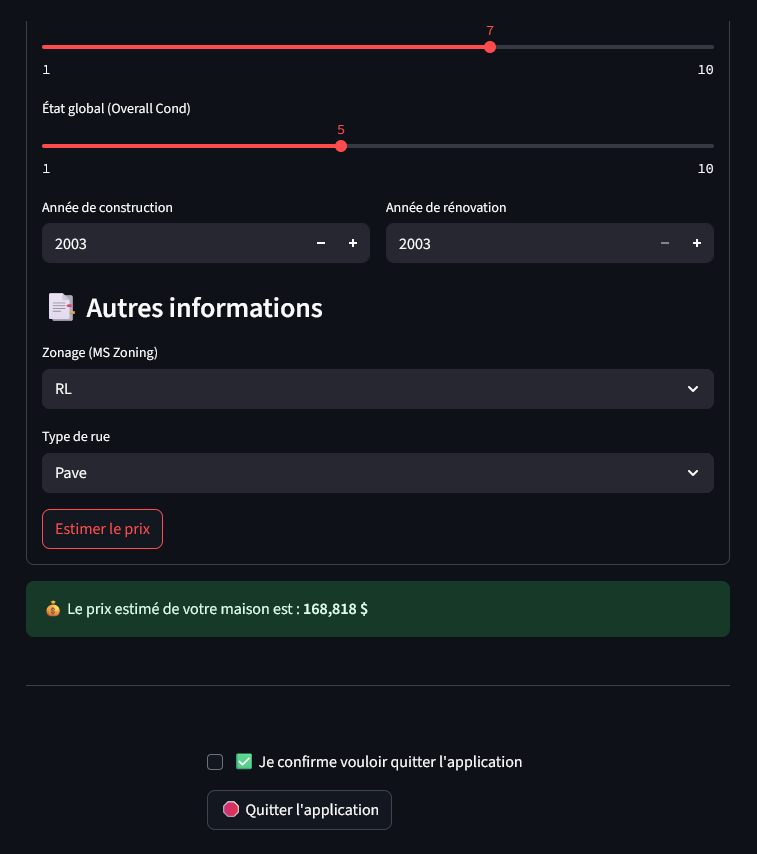 7
1 10
État global (Overall Cond)
5
1 10
Année de construction Année de rénovation
2003 2003
Autres informations
Zonage (MS Zoning)
RL
Type de rue
Pave
Estimer le prix
Le prix estimé de votre maison est : 168,818 $
Je confirme vouloir quitter l'application
Quitter l'application